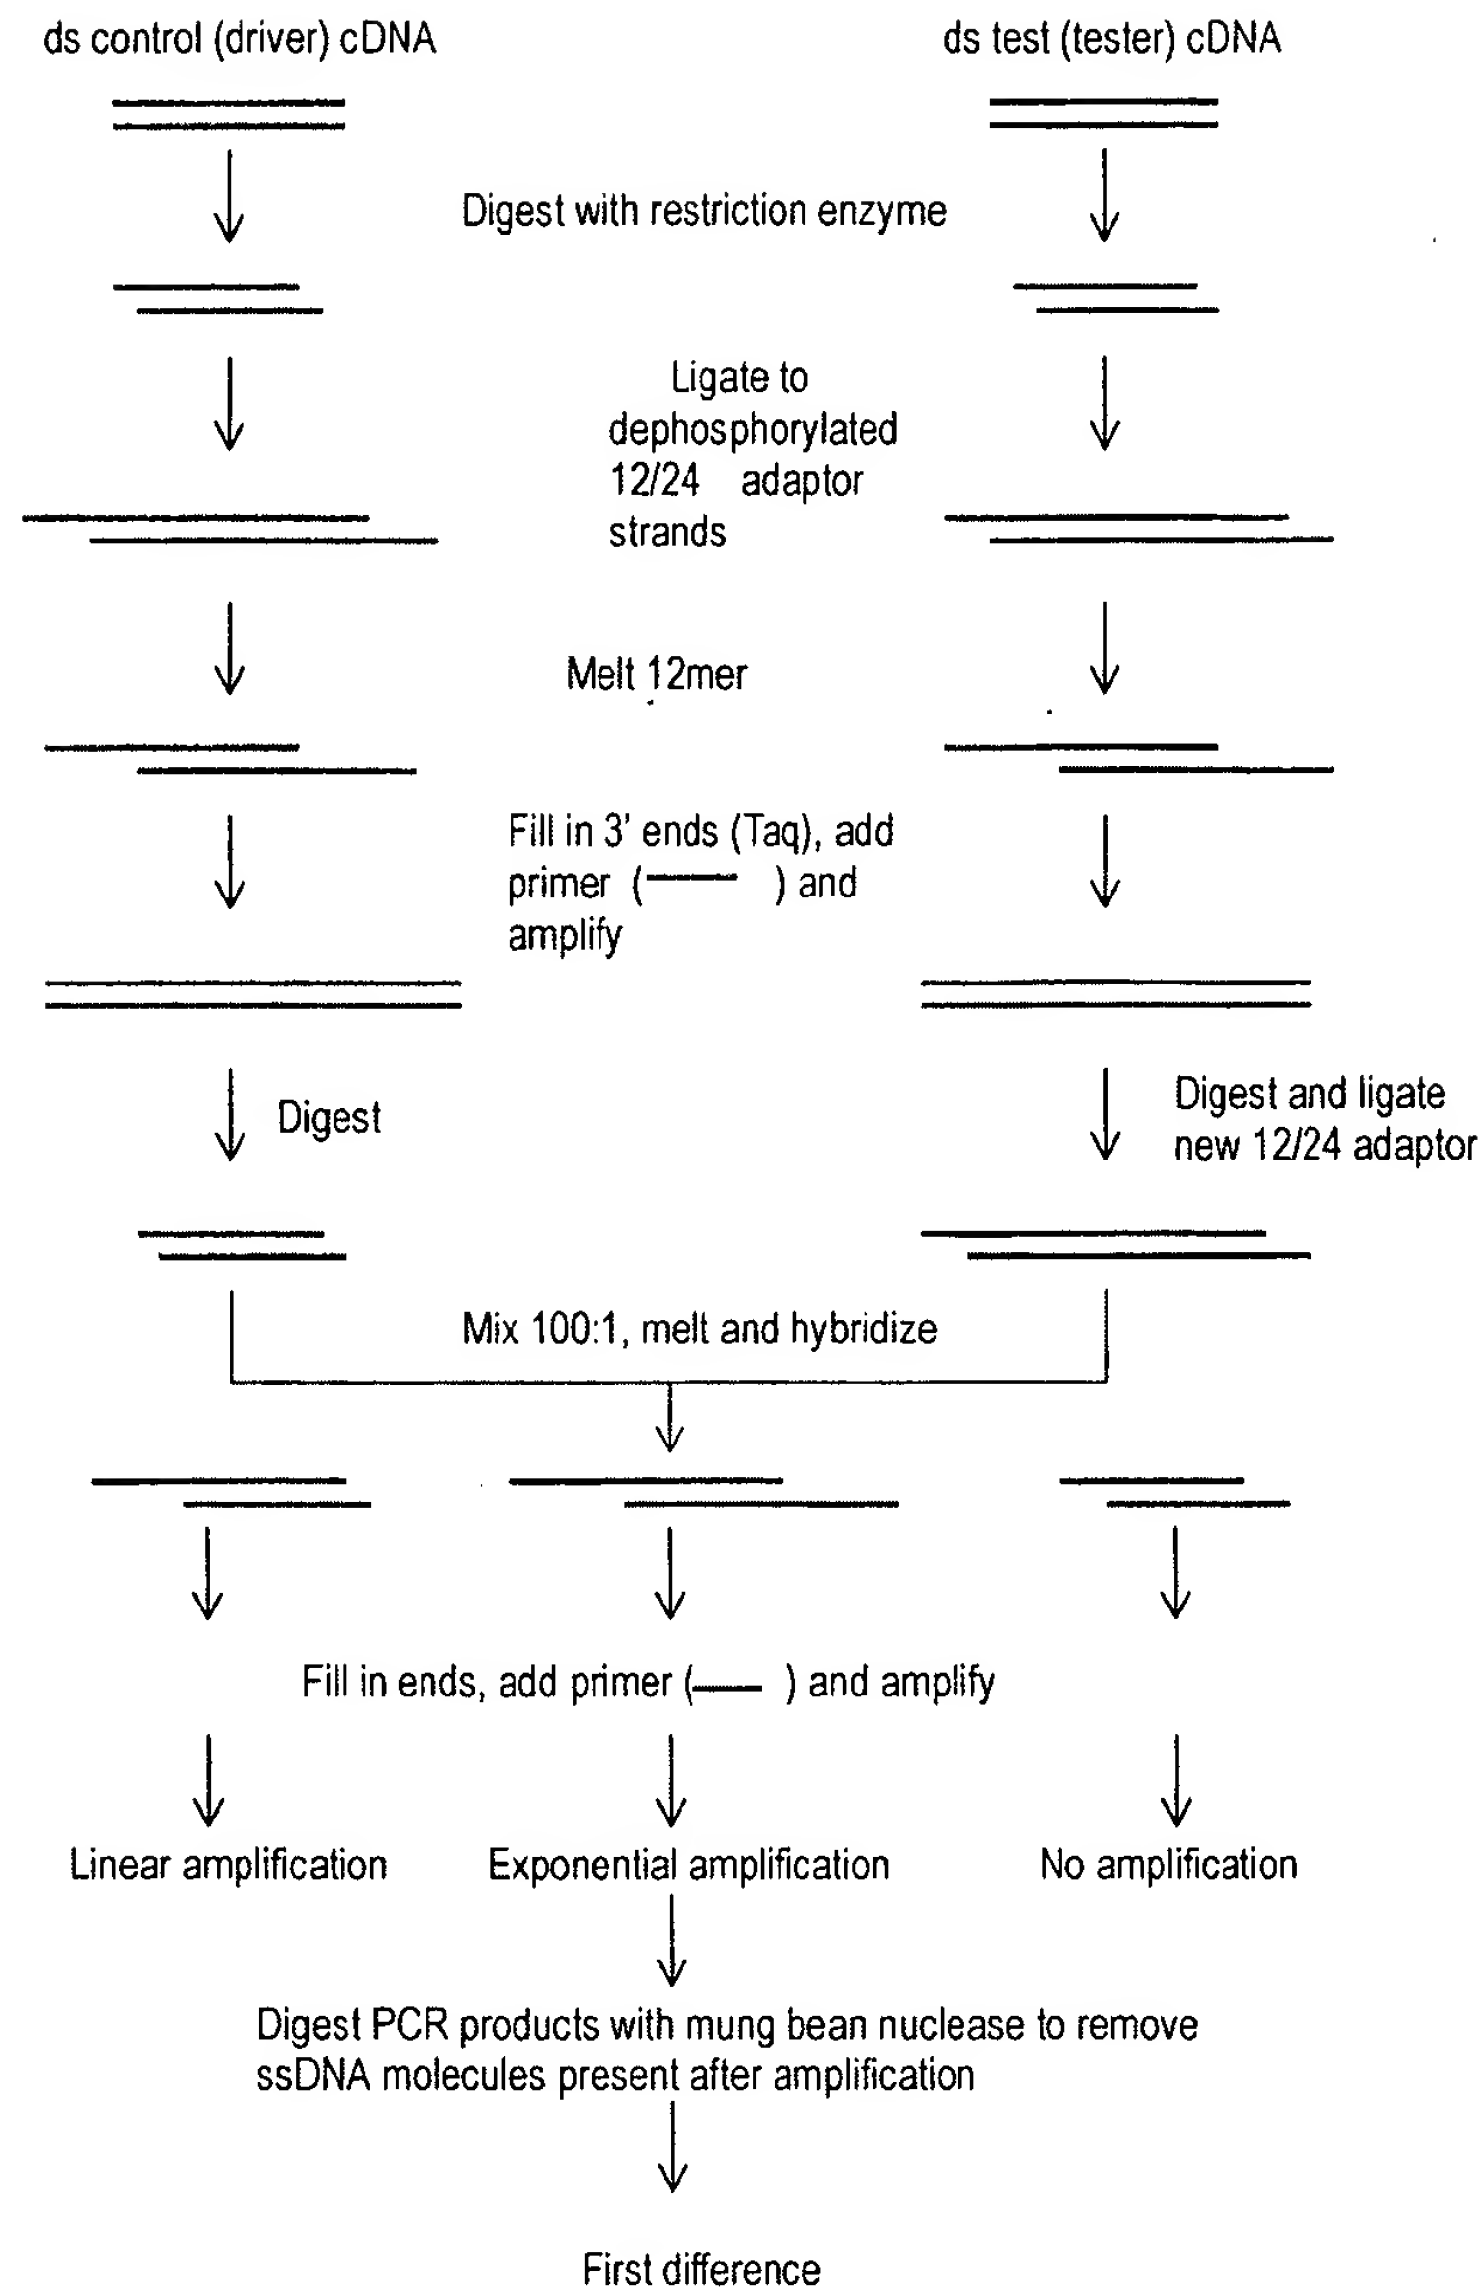 ds control (driver) cDNA
ds test (tester) cDNA
Digest with restriction enzyme
Ligate to
dephosphorylated
12/24 adaptor
strands
Melt 12mer
Fill in 3' ends (Taq), add
primer ( ) and
amplify
Digest
Digest and ligate
new 12/24 adaptor
Mix 100:1, melt and hybridize
Fill in ends, add primer ( ) and amplify
Linear amplification
Exponential amplification
No amplification
Digest PCR products with mung bean nuclease to remove
ssDNA molecules present after amplification
First difference